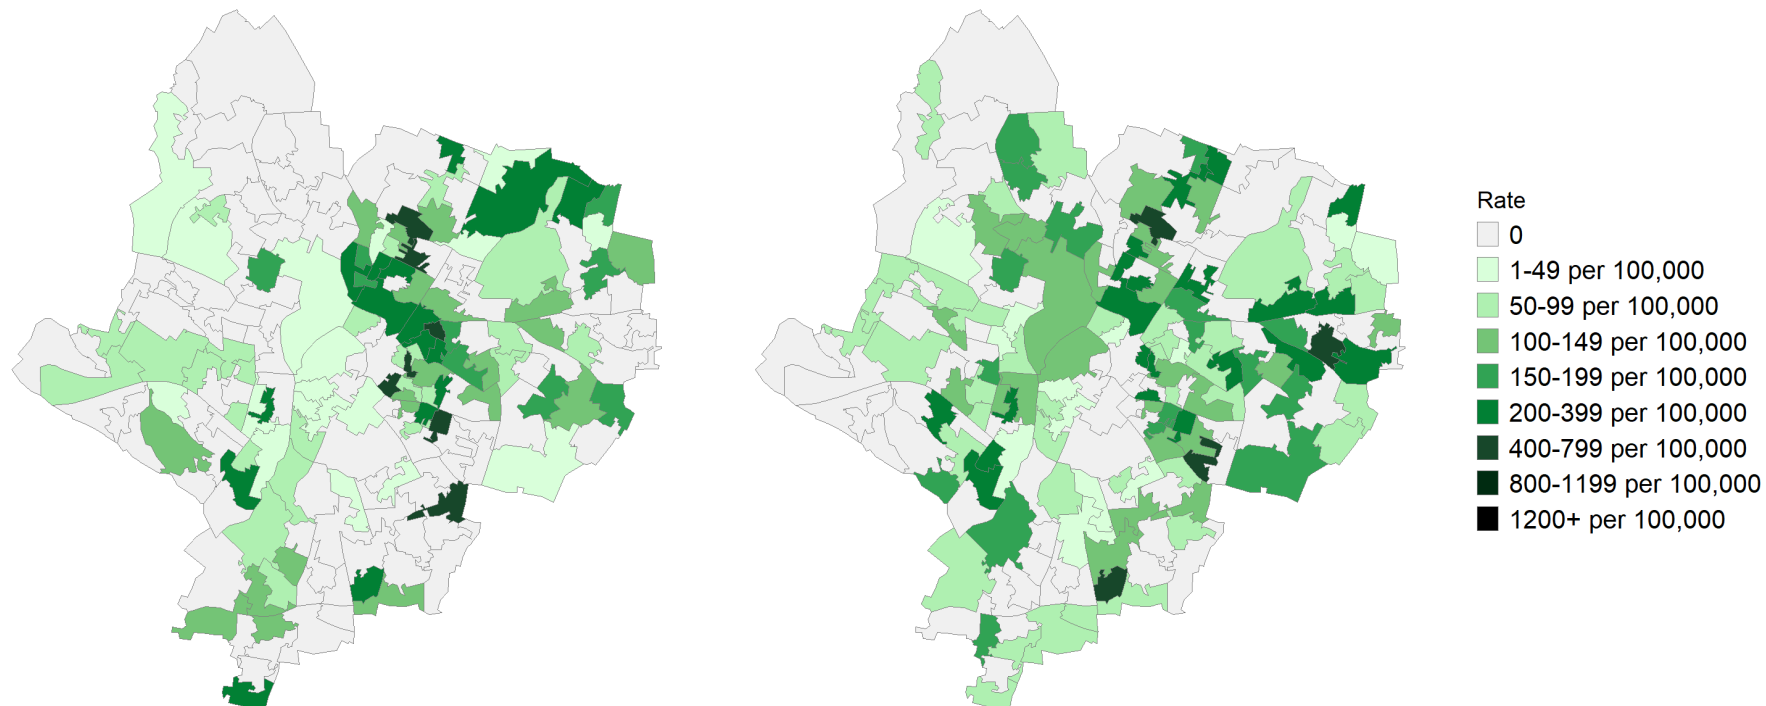 Rate
0
1-49 per 100,000
50-99 per 100,000
100-149 per 100,000
150-199 per 100,000
200-399 per 100,000
400-799 per 100,000
800-1199 per 100,000
1200+ per 100,000